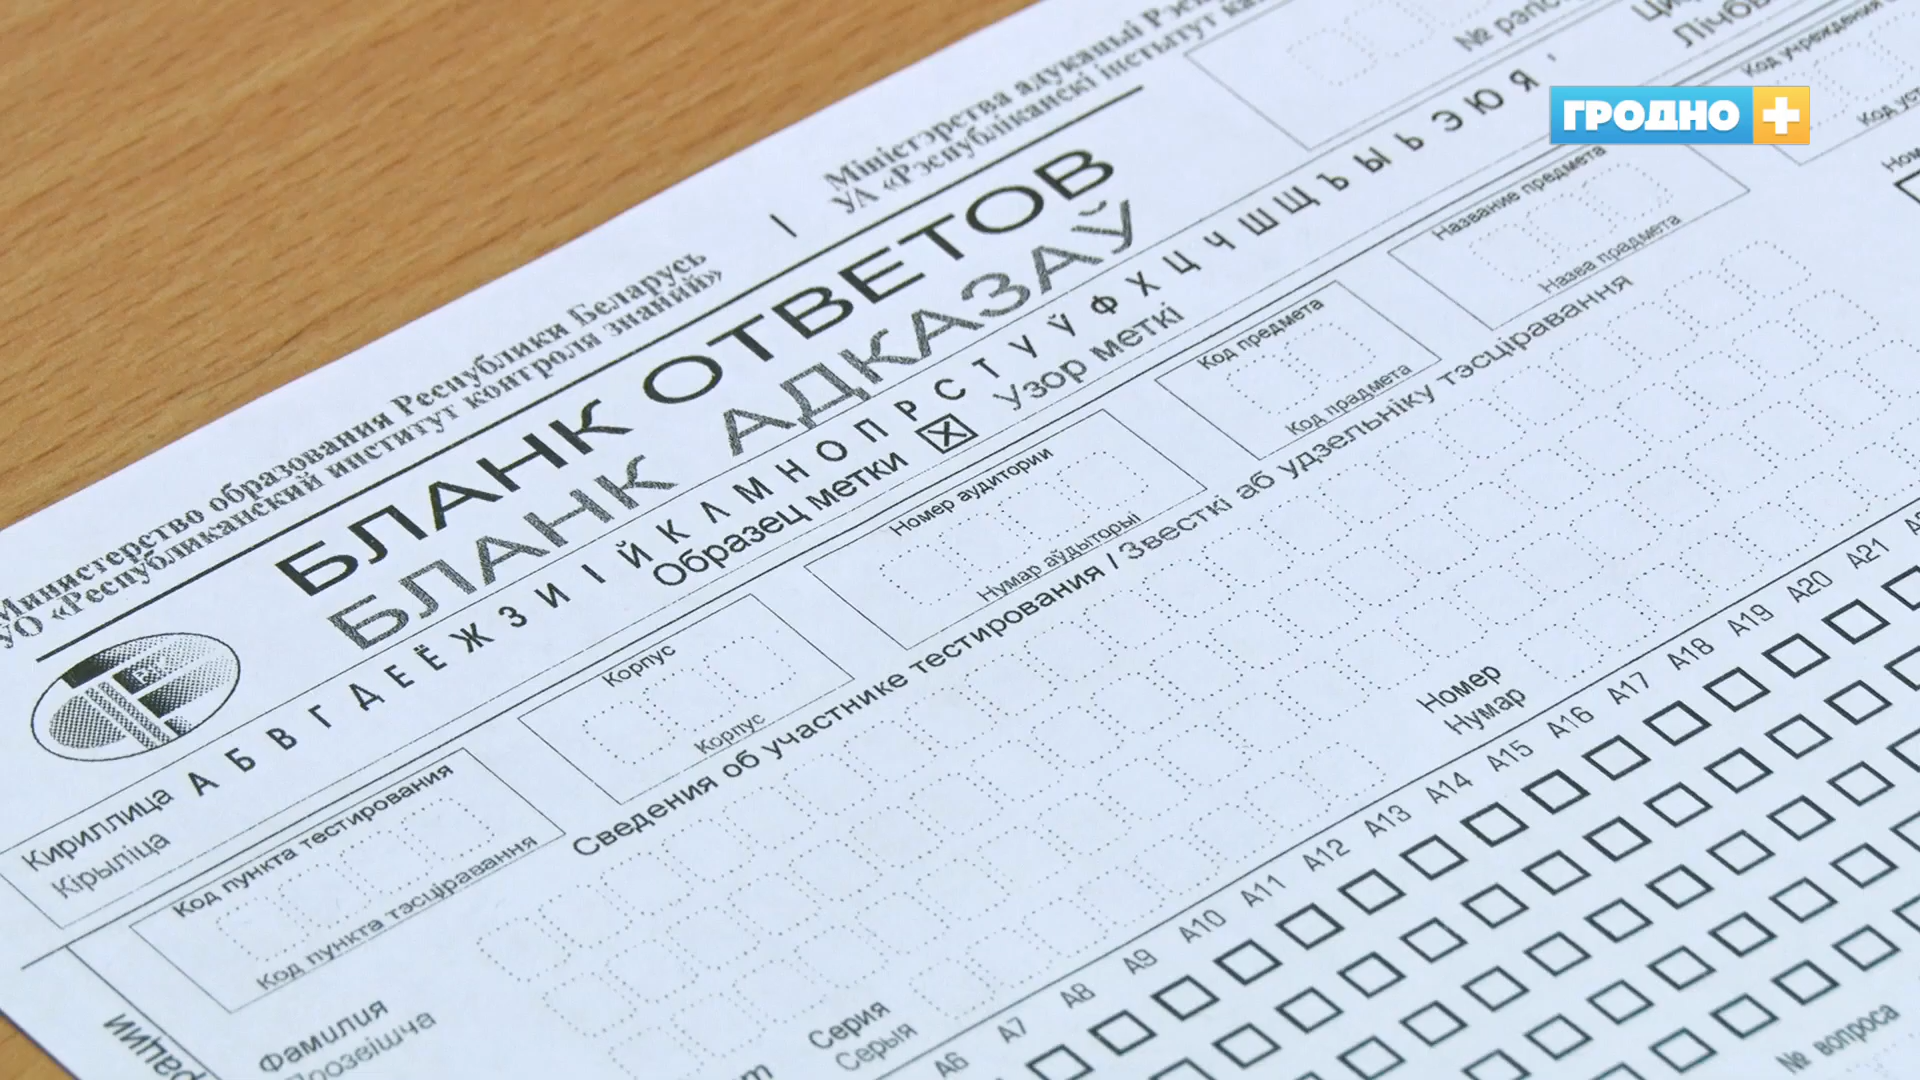 Министерство образования Республики Беларусь
УО «Республиканский институт контроля знаний»
Міністэрства адукацыі
УА «Рэспубліканскі інстытут
БЛАНК ОТВЕТОВ
БЛАНК АДКАЗАЎ
ГРОДНО +
Кириллица
Кірыліца
А Б В Г Д Е Ё Ж З И І Й К Л М Н О П Р С Т У Ў Ф Х Ц Ч Ш Щ Ъ Ы Ь Э Ю Я '
Образец метки
Узор меткі
Код пункта тестирования
Код пункта тэсціравання
Корпус
Корпус
Номер аудитории
Нумар аўдыторыі
Код предмета
Код прадмета
Название предмета
Назва прадмета
Код учреждения
Сведения об участнике тестирования / Звесткі аб удзельніку тэсціравання
Фамилия
Прозвішча
Серия
Серыя
Номер
Нумар
A6 A7 A8 A9 A10 A11 A12 A13 A14 A15 A16 A17 A18 A19 A20 A21
№ вопроса